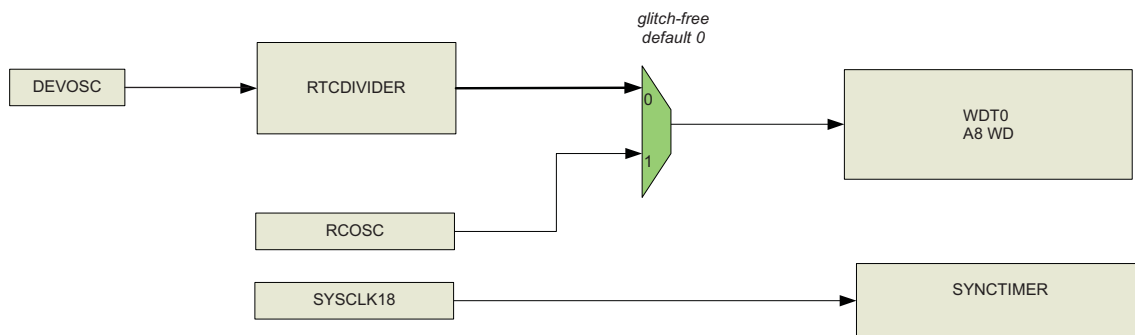 glitch-free
default 0
DEVOSC
RTCDIVIDER
0
WDT0
A8 WD
1
RCOSC
SYSCLK18
SYNCTIMER